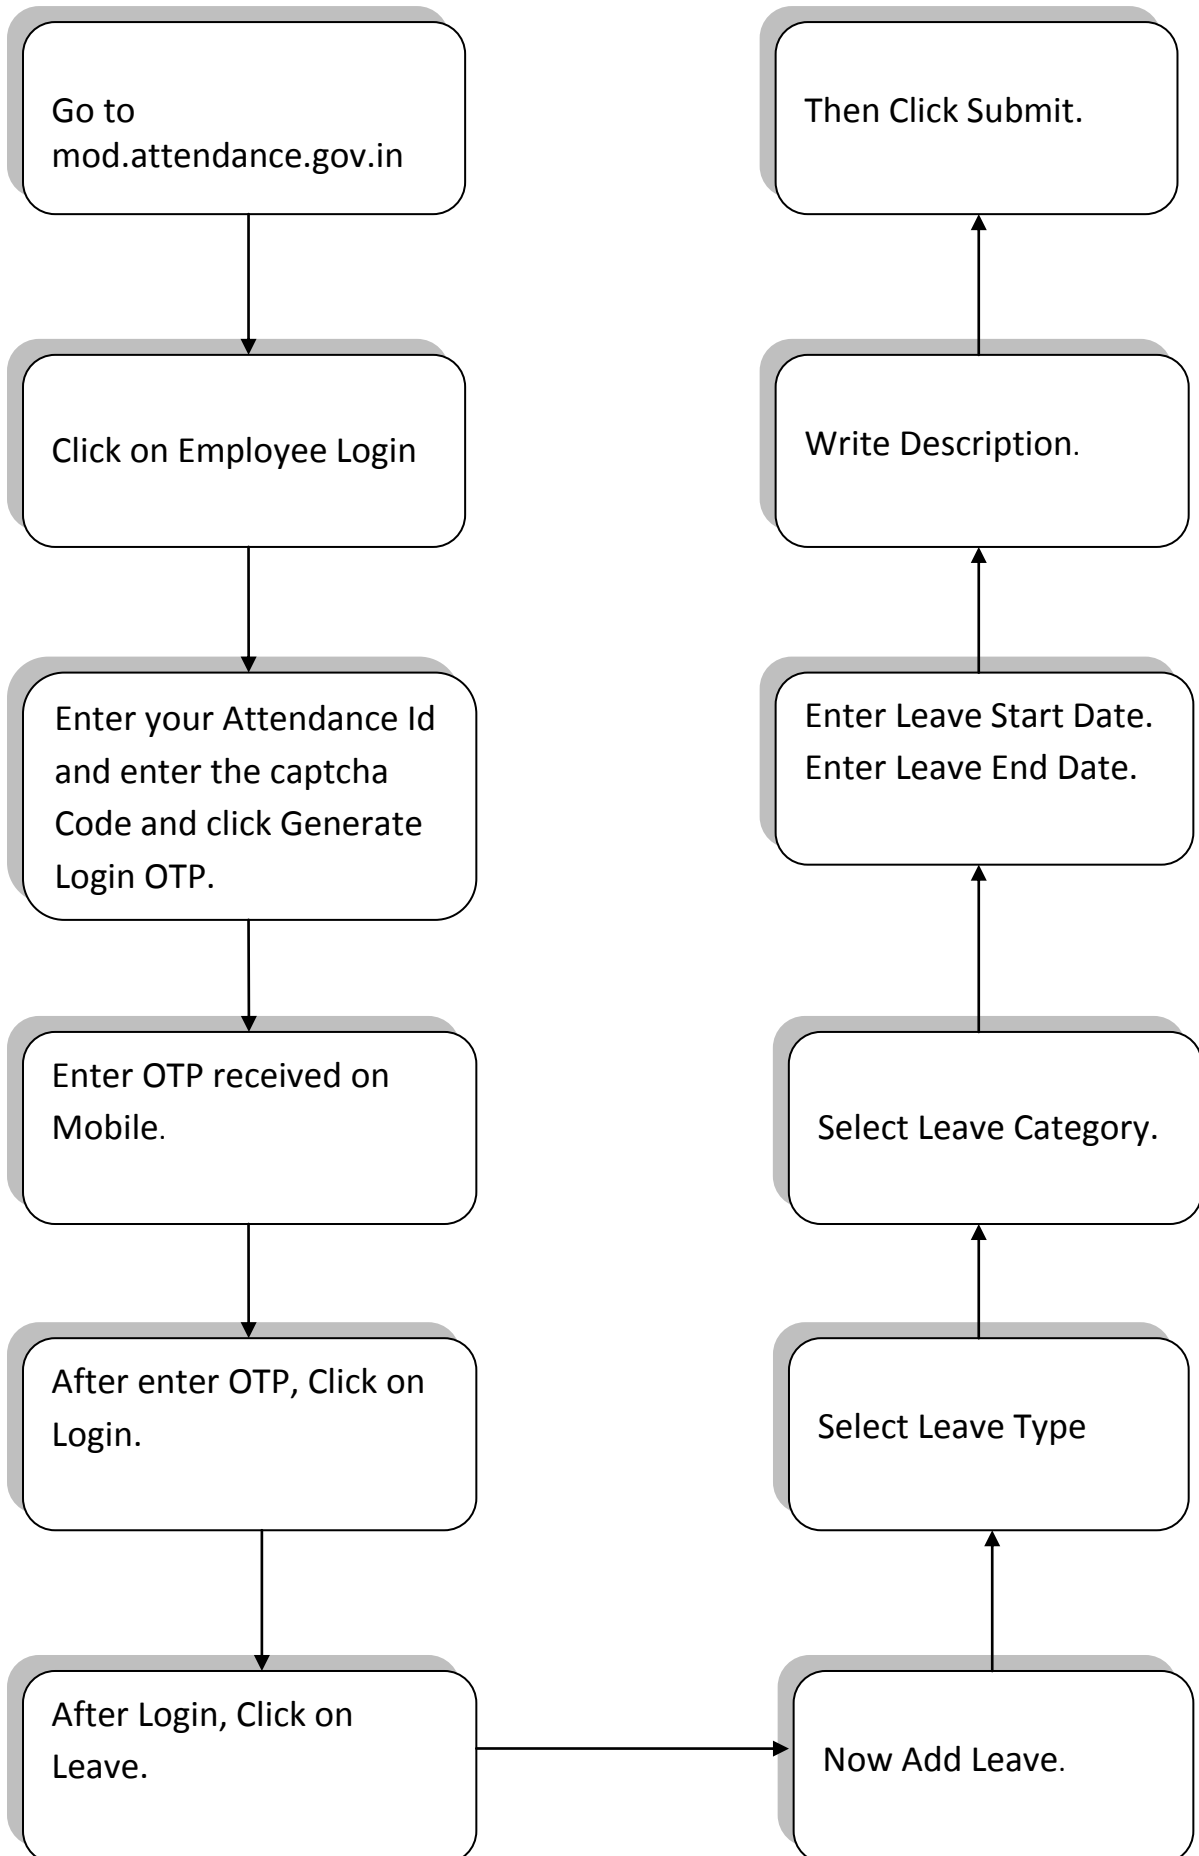 Go to
mod.attendance.gov.in
Click on Employee Login
Enter your Attendance Id
and enter the captcha
Code and click Generate
Login OTP.
Enter OTP received on
Mobile.
After enter OTP, Click on
Login.
After Login, Click on
Leave.
Now Add Leave.
Select Leave Type
Select Leave Category.
Enter Leave Start Date.
Enter Leave End Date.
Write Description.
Then Click Submit.